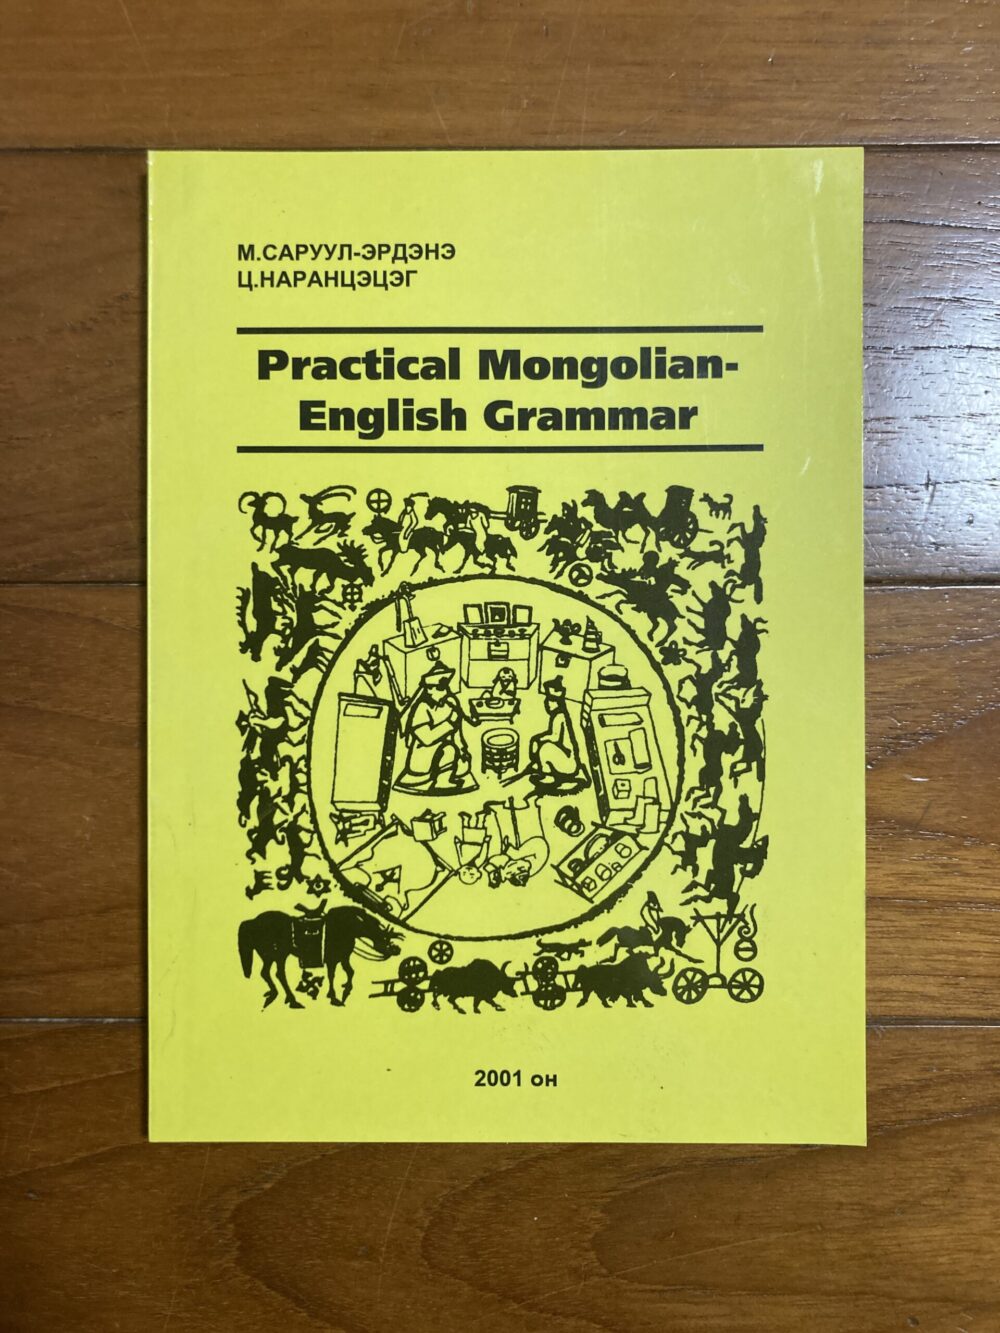 М.САРУУЛ-ЭРДЭНЭ
Ц.НАРАНЦЭЦЭГ
Practical Mongolian-
English Grammar
2001 он